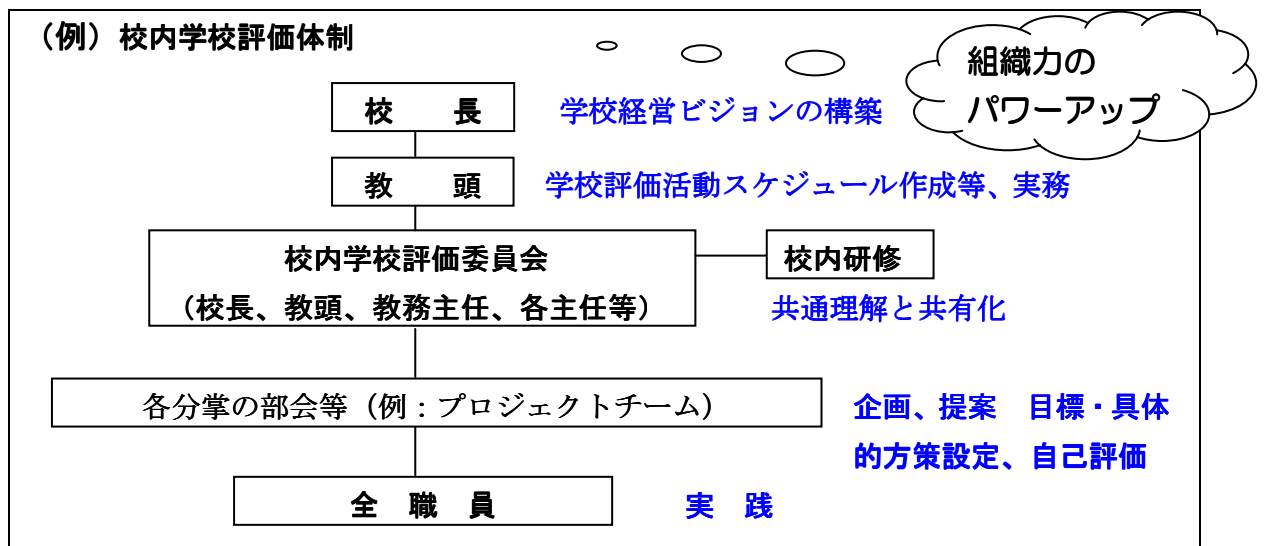 （例）校内学校評価体制
組織力の
パワーアップ
校　　長
学校経営ビジョンの構築
教　　頭
学校評価活動スケジュール作成等、実務
校内学校評価委員会
（校長、教頭、教務主任、各主任等）
校内研修
共通理解と共有化
各分掌の部会等（例：プロジェクトチーム）
企画、提案　目標・具体
的方策設定、自己評価
全　職　員
実　践